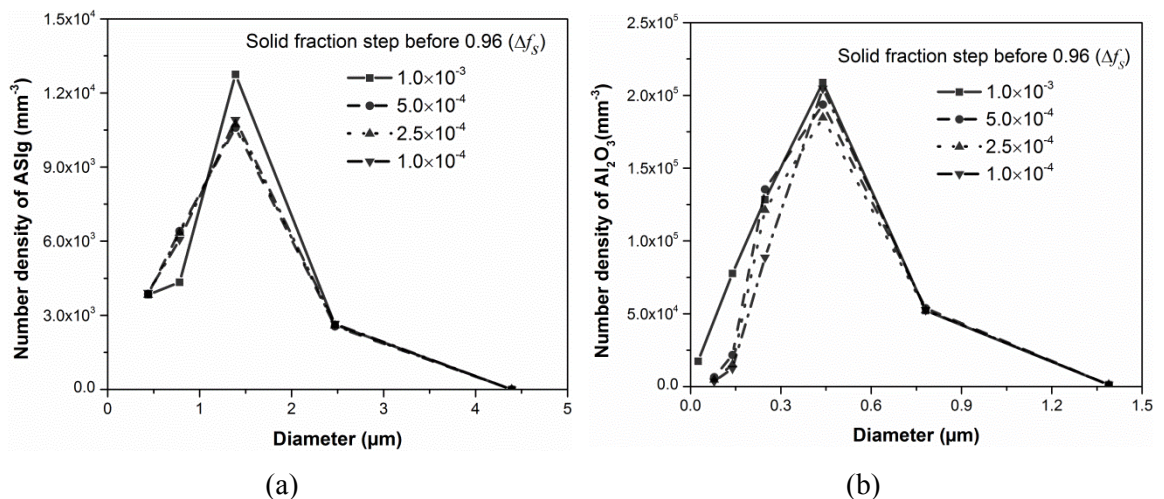 1.5x10⁴
1.2x10⁴
9.0x10³
6.0x10³
3.0x10³
0.0
Number density of ASlg (mm⁻³)
Solid fraction step before 0.96 (Δfₛ)
1.0×10⁻³
5.0×10⁻⁴
2.5×10⁻⁴
1.0×10⁻⁴
0 1 2 3 4 5
Diameter (µm)
(a)
2.5x10⁵
2.0x10⁵
1.5x10⁵
1.0x10⁵
5.0x10⁴
0.0
Number density of Al₂O₃(mm⁻³)
Solid fraction step before 0.96 (Δfₛ)
1.0×10⁻³
5.0×10⁻⁴
2.5×10⁻⁴
1.0×10⁻⁴
0.0 0.3 0.6 0.9 1.2 1.5
Diameter (µm)
(b)